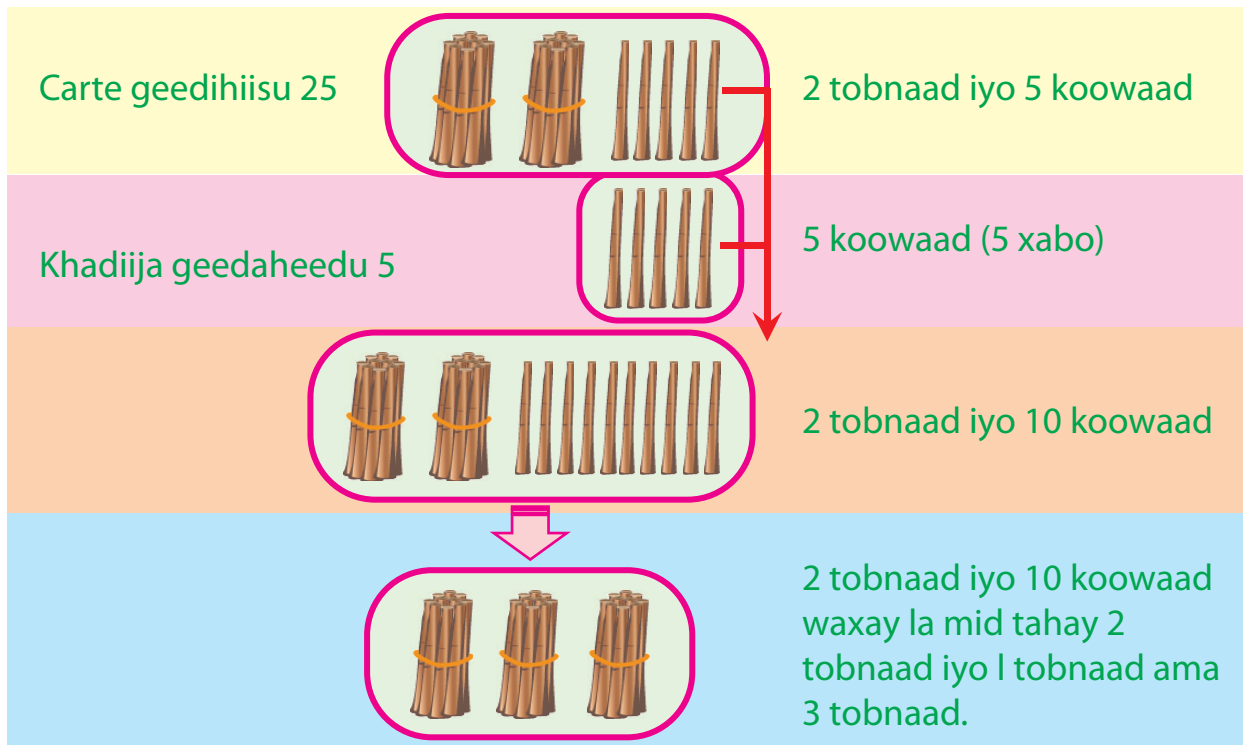 Carte geedihiisu 25
2 tobnaad iyo 5 koowaad
Khadiija geedaheedu 5
5 koowaad (5 xabo)
2 tobnaad iyo 10 koowaad
2 tobnaad iyo 10 koowaad
waxay la mid tahay 2
tobnaad iyo l tobnaad ama
3 tobnaad.